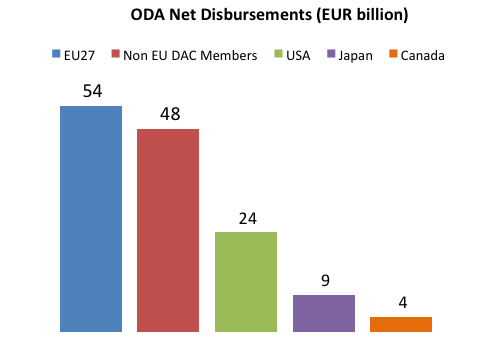 ODA Net Disbursements (EUR billion)
EU27 Non EU DAC Members USA Japan Canada
54
48
24
9
4